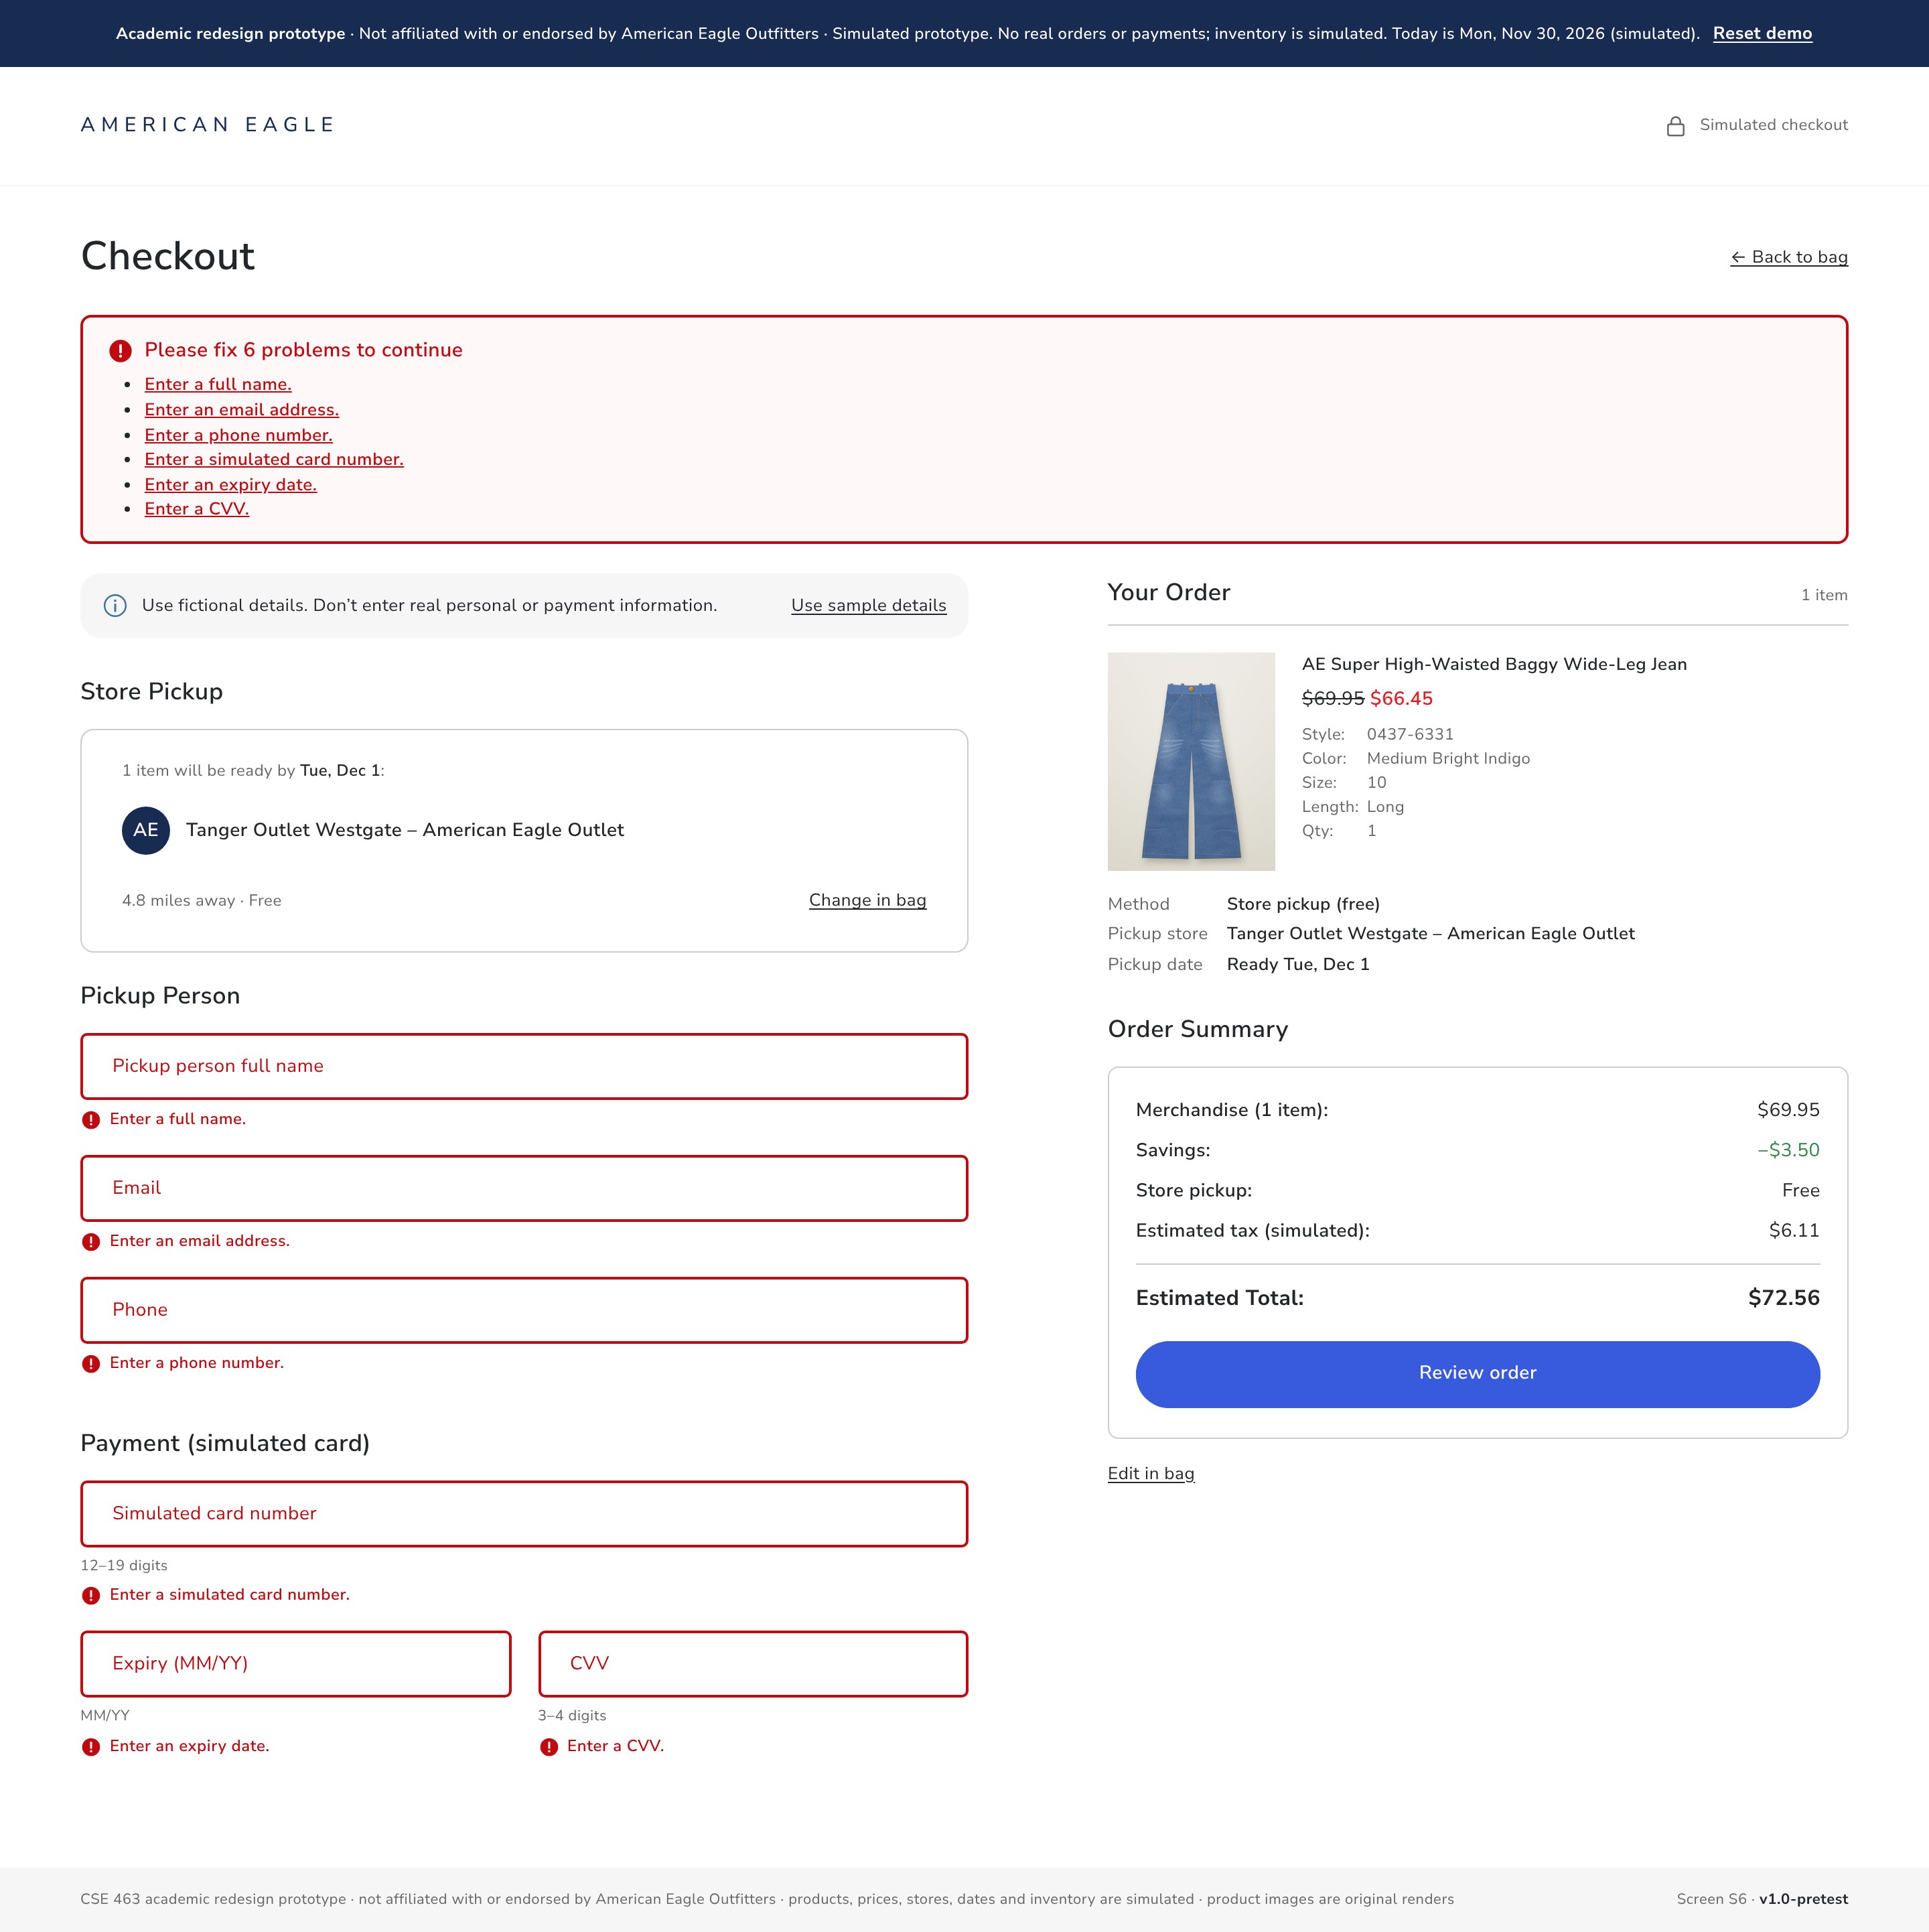 Academic redesign prototype · Not affiliated with or endorsed by American Eagle Outfitters · Simulated prototype. No real orders or payments; inventory is simulated. Today is Mon, Nov 30, 2026 (simulated). Reset demo
AMERICAN EAGLE
Simulated checkout
Checkout
← Back to bag
Please fix 6 problems to continue
• Enter a full name.
• Enter an email address.
• Enter a phone number.
• Enter a simulated card number.
• Enter an expiry date.
• Enter a CVV.
Use fictional details. Don’t enter real personal or payment information. Use sample details
Store Pickup
1 item will be ready by Tue, Dec 1:
AE Tanger Outlet Westgate – American Eagle Outlet
4.8 miles away · Free Change in bag
Pickup Person
Pickup person full name
Enter a full name.
Email
Enter an email address.
Phone
Enter a phone number.
Payment (simulated card)
Simulated card number
12–19 digits
Enter a simulated card number.
Expiry (MM/YY)
MM/YY
Enter an expiry date.
CVV
3–4 digits
Enter a CVV.
Your Order 1 item
AE Super High-Waisted Baggy Wide-Leg Jean
$69.95 $66.45
Style: 0437-6331
Color: Medium Bright Indigo
Size: 10
Length: Long
Qty: 1
Method Store pickup (free)
Pickup store Tanger Outlet Westgate – American Eagle Outlet
Pickup date Ready Tue, Dec 1
Order Summary
Merchandise (1 item): $69.95
Savings: –$3.50
Store pickup: Free
Estimated tax (simulated): $6.11
Estimated Total: $72.56
Review order
Edit in bag
CSE 463 academic redesign prototype · not affiliated with or endorsed by American Eagle Outfitters · products, prices, stores, dates and inventory are simulated · product images are original renders
Screen S6 · v1.0-pretest